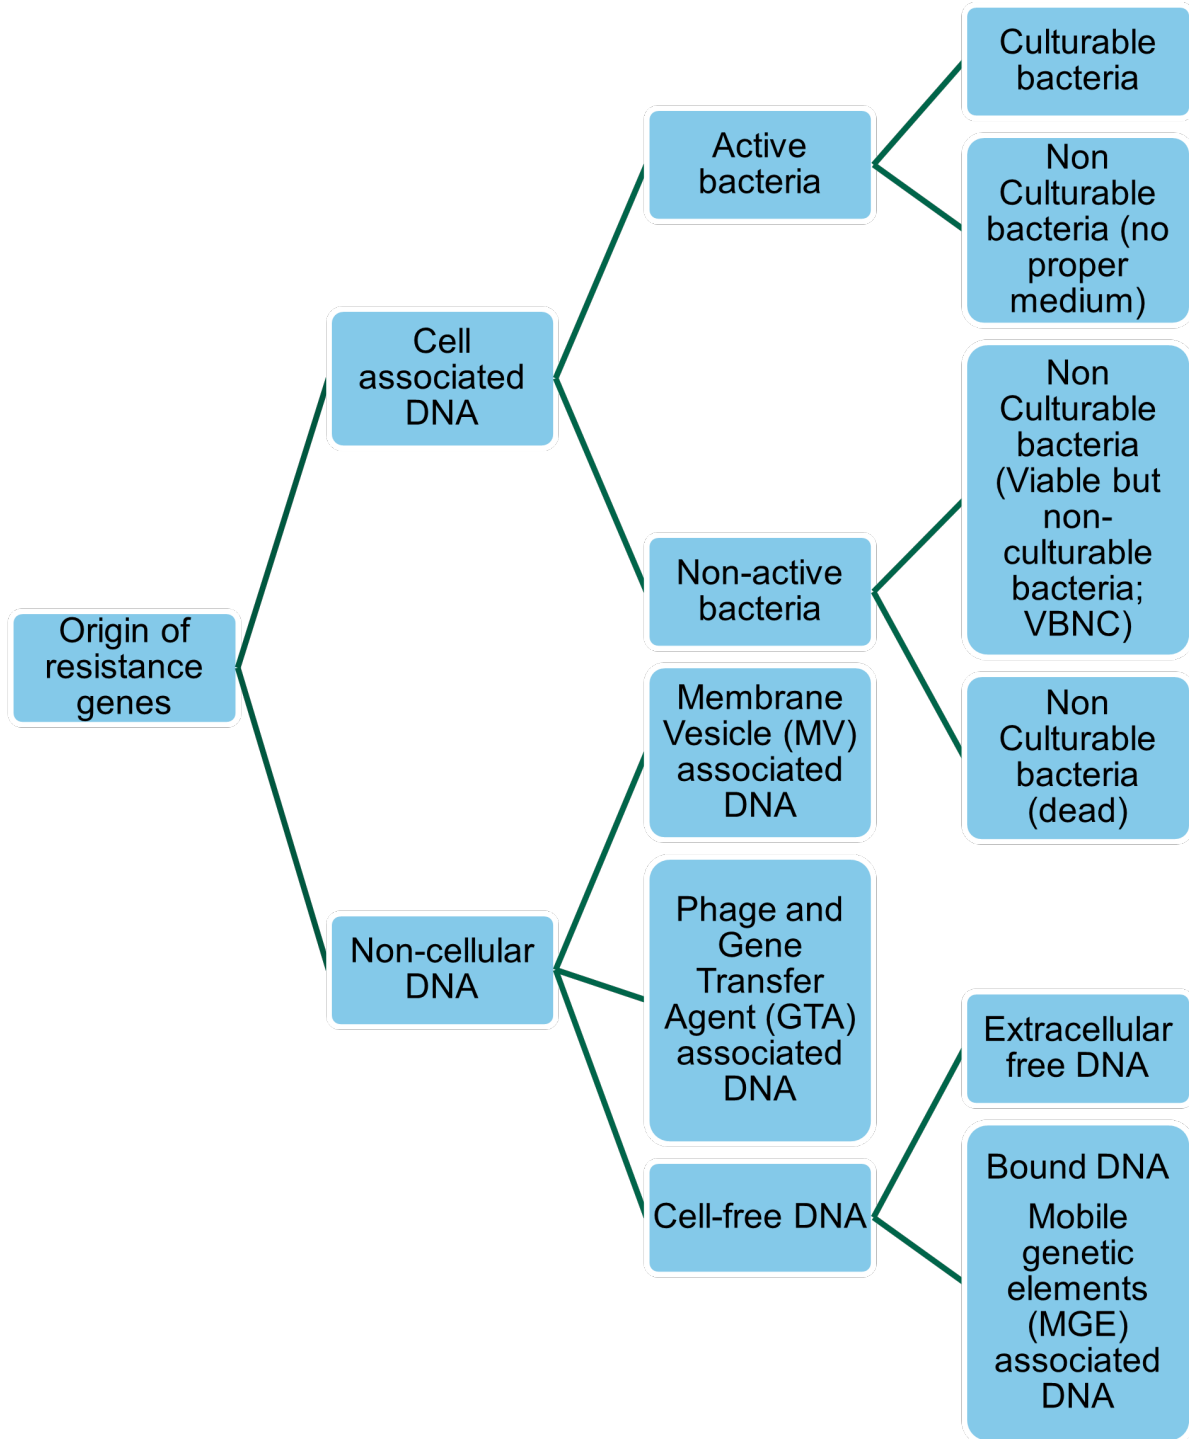 Origin of
resistance
genes
Cell
associated
DNA
Non-cellular
DNA
Active
bacteria
Non-active
bacteria
Membrane
Vesicle (MV)
associated
DNA
Phage and
Gene
Transfer
Agent (GTA)
associated
DNA
Cell-free DNA
Culturable
bacteria
Non
Culturable
bacteria (no
proper
medium)
Non
Culturable
bacteria
(Viable but
non-
culturable
bacteria;
VBNC)
Non
Culturable
bacteria
(dead)
Extracellular
free DNA
Bound DNA
Mobile
genetic
elements
(MGE)
associated
DNA